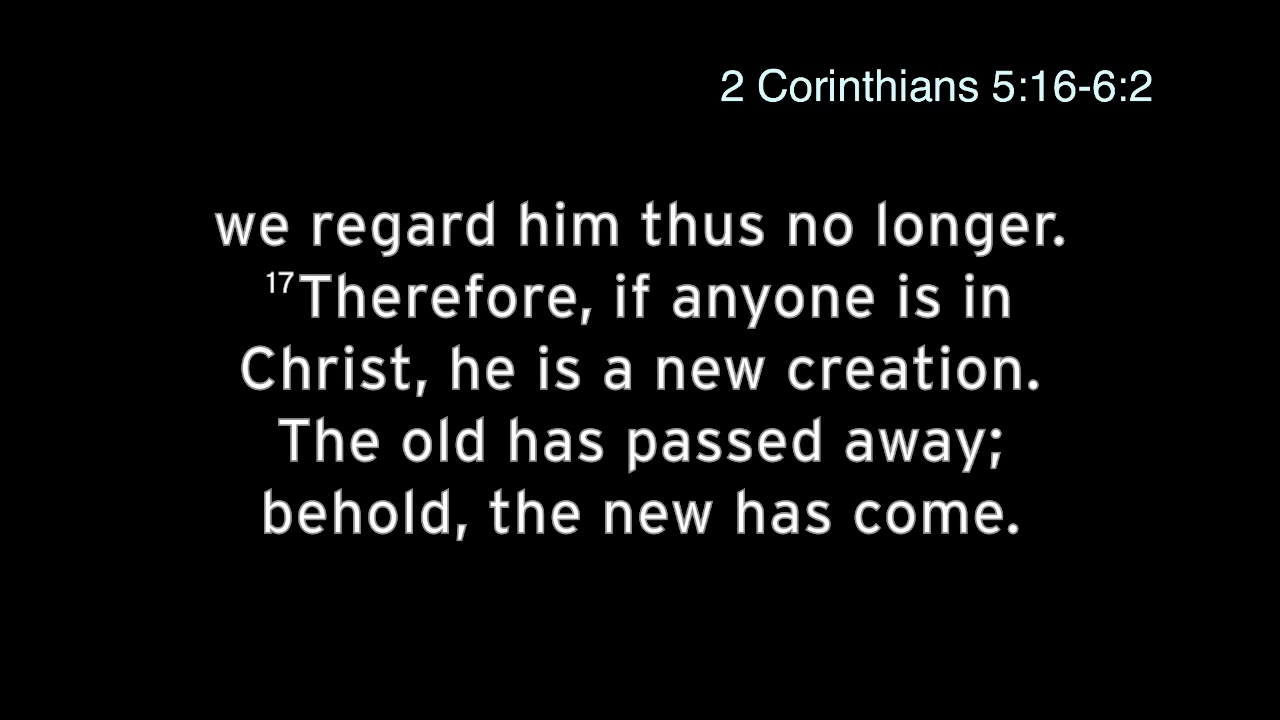 2 Corinthians 5:16-6:2
we regard him thus no longer.
17Therefore, if anyone is in
Christ, he is a new creation.
The old has passed away;
behold, the new has come.